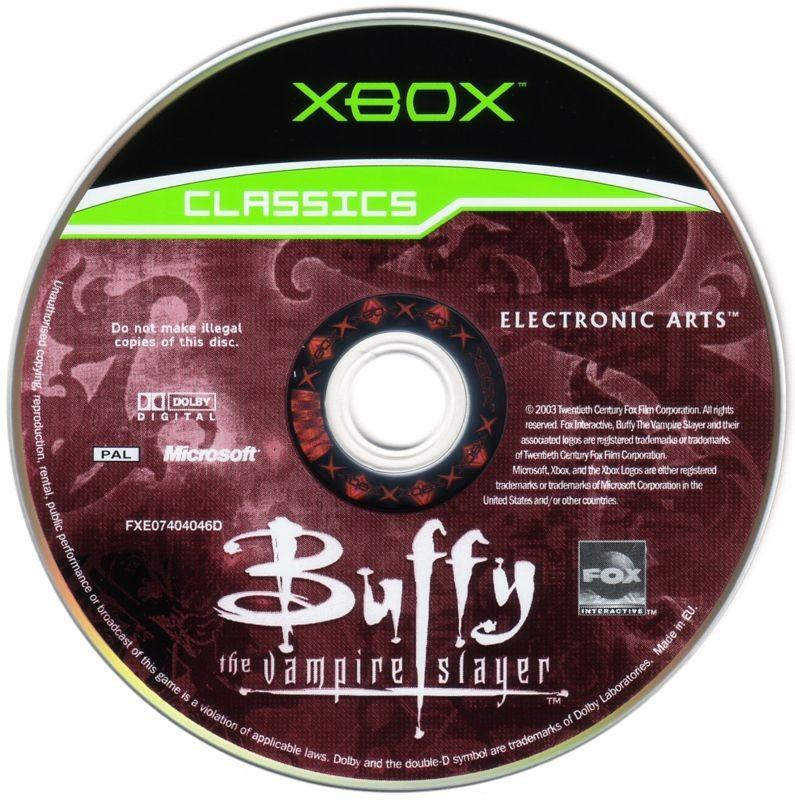 XBOX™
CLASSICS
ELECTRONIC ARTS™
Do not make illegal
copies of this disc.
DOLBY
DIGITAL
PAL
Microsoft
FXE07404046D
© 2003 Twentieth Century Fox Film Corporation. All rights
reserved. Fox Interactive, Buffy The Vampire Slayer and their
associated logos are registered trademarks or trademarks
of Twentieth Century Fox Film Corporation.
Microsoft, Xbox, and the Xbox Logos are either registered
trademarks or trademarks of Microsoft Corporation in the
United States and/or other countries.
Buffy
the vampire slayer™
FOX
INTERACTIVE™
Unauthorised copying, reproduction, rental, public performance or broadcast of this game is a violation of applicable laws. Dolby and the double-D symbol are trademarks of Dolby Laboratories. Made in EU.